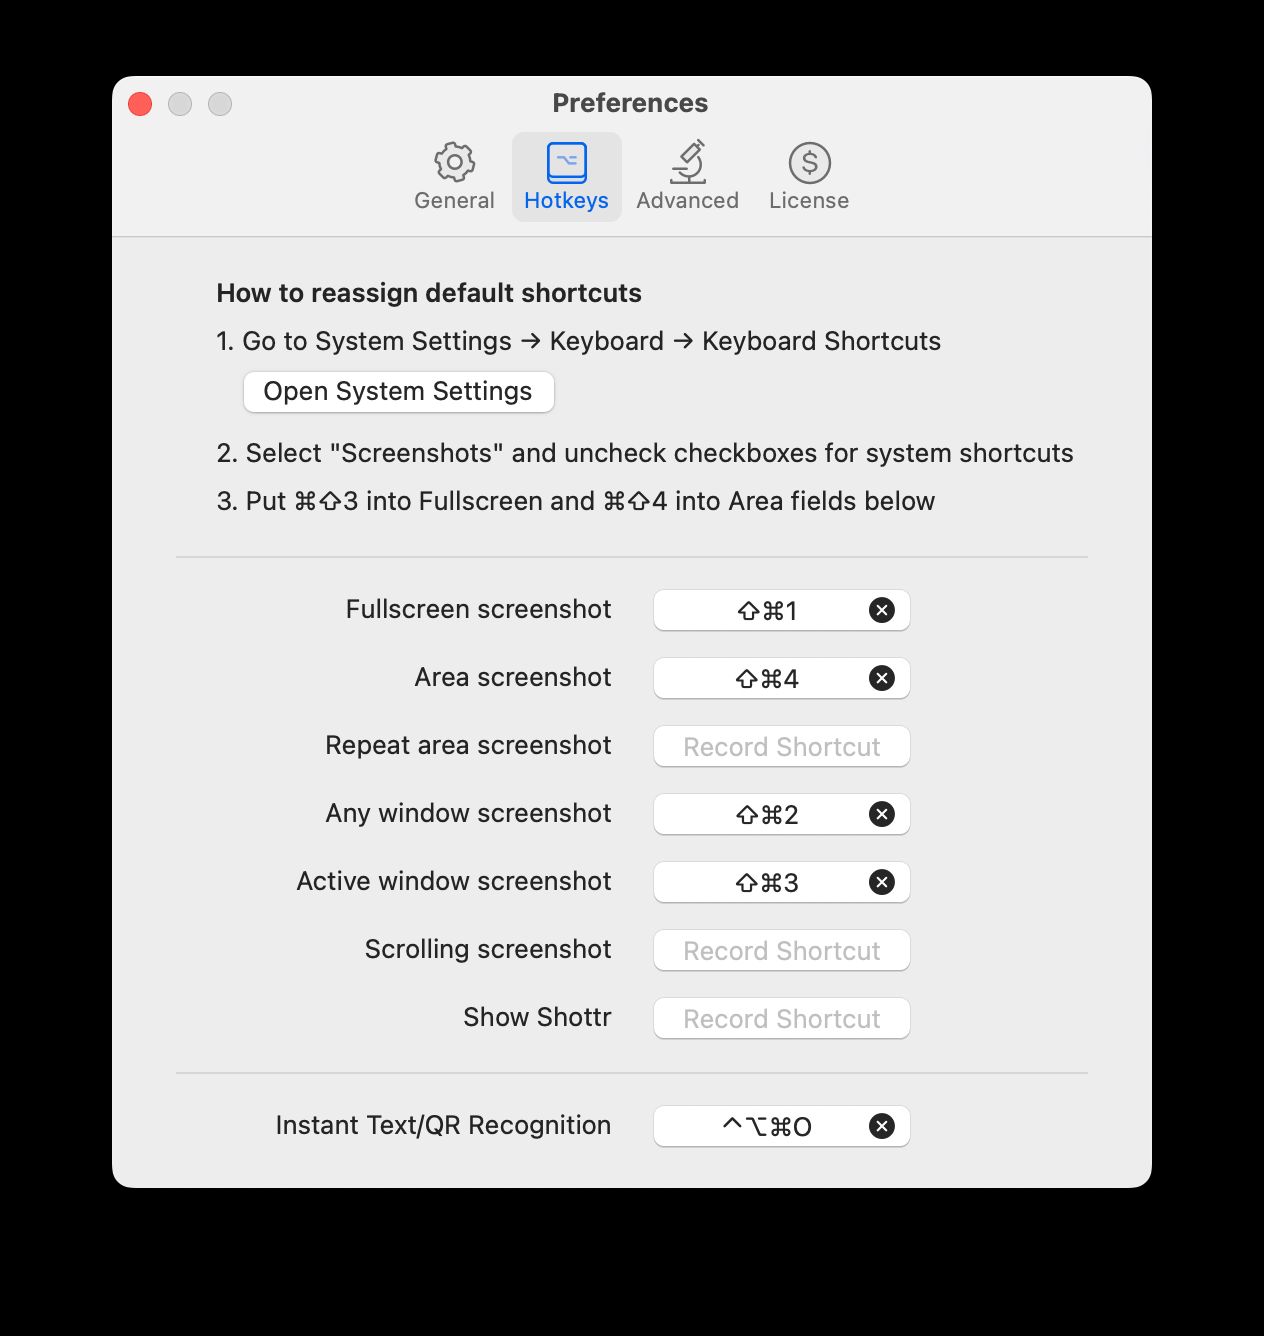 Preferences
General Hotkeys Advanced License
How to reassign default shortcuts
1. Go to System Settings → Keyboard → Keyboard Shortcuts
Open System Settings
2. Select "Screenshots" and uncheck checkboxes for system shortcuts
3. Put ⌘⇧3 into Fullscreen and ⌘⇧4 into Area fields below
Fullscreen screenshot ⇧⌘1
Area screenshot ⇧⌘4
Repeat area screenshot Record Shortcut
Any window screenshot ⇧⌘2
Active window screenshot ⇧⌘3
Scrolling screenshot Record Shortcut
Show Shottr Record Shortcut
Instant Text/QR Recognition ^⌥⌘O